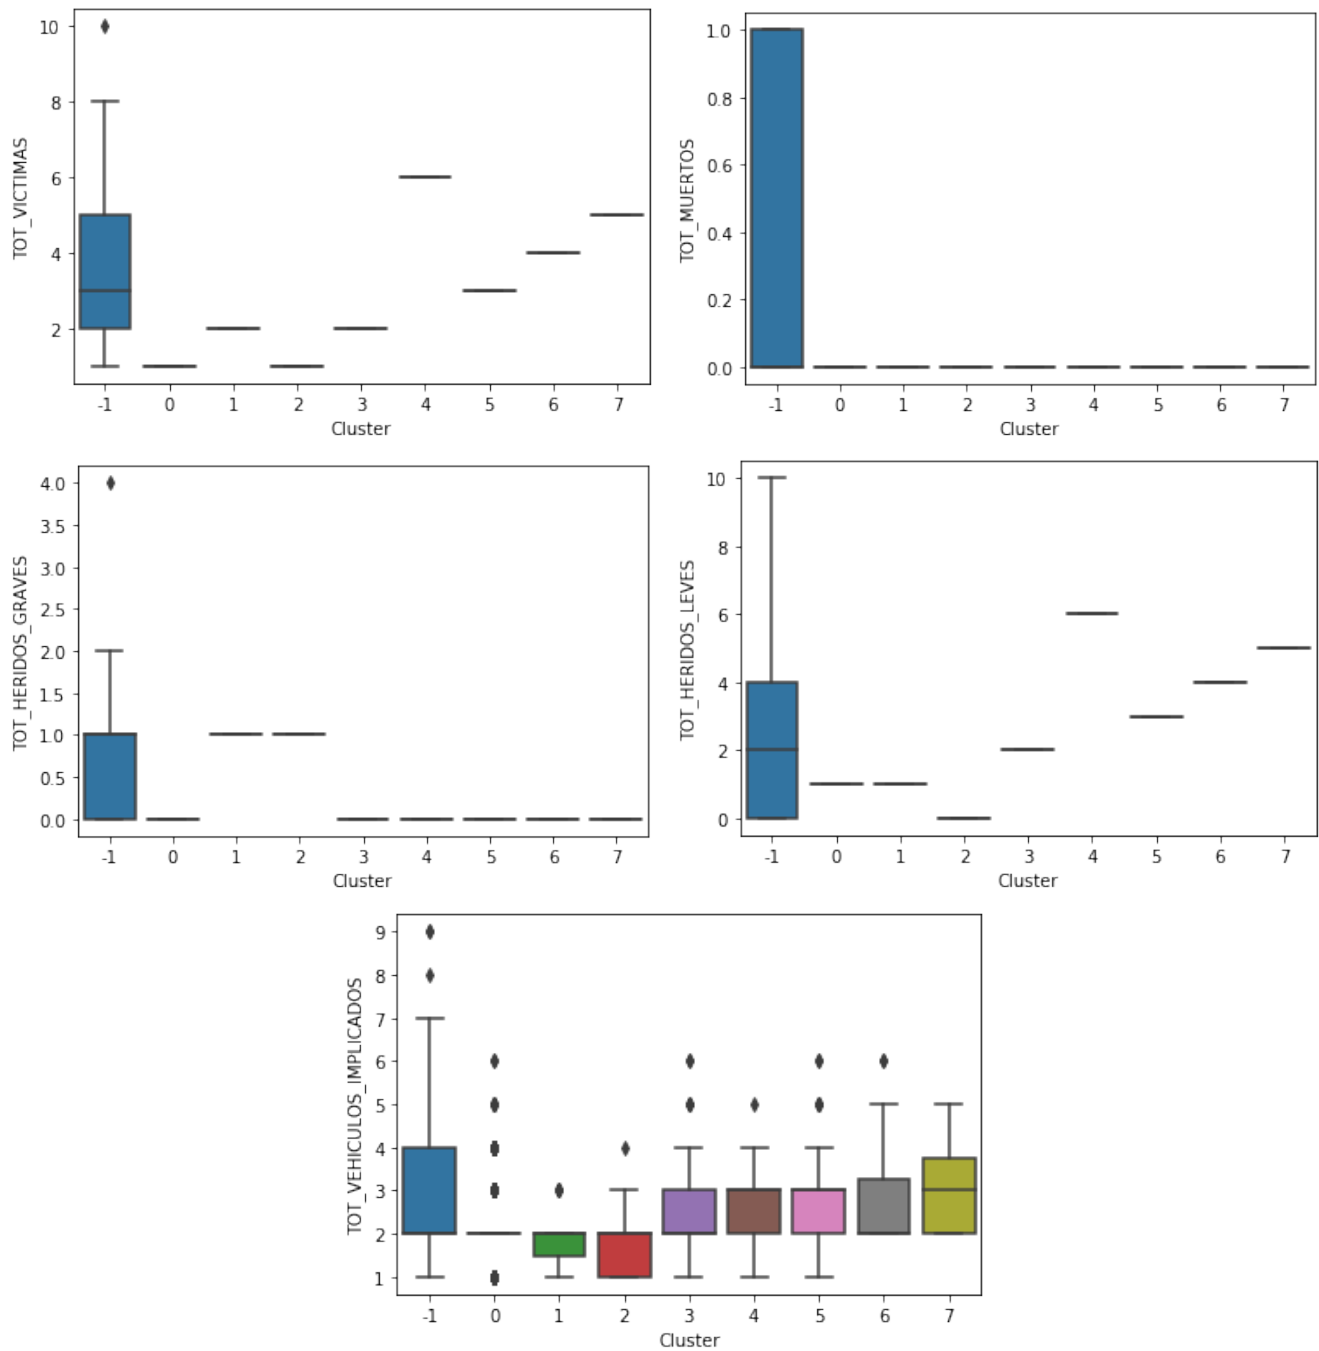 10
8
6
4
2
TOT_VICTIMAS
-1 0 1 2 3 4 5 6 7
Cluster
1.0
0.8
0.6
0.4
0.2
0.0
TOT_MUERTOS
-1 0 1 2 3 4 5 6 7
Cluster
4.0
3.5
3.0
2.5
2.0
1.5
1.0
0.5
0.0
TOT_HERIDOS_GRAVES
-1 0 1 2 3 4 5 6 7
Cluster
10
8
6
4
2
0
TOT_HERIDOS_LEVES
-1 0 1 2 3 4 5 6 7
Cluster
9
8
7
6
5
4
3
2
1
TOT_VEHICULOS_IMPLICADOS
-1 0 1 2 3 4 5 6 7
Cluster